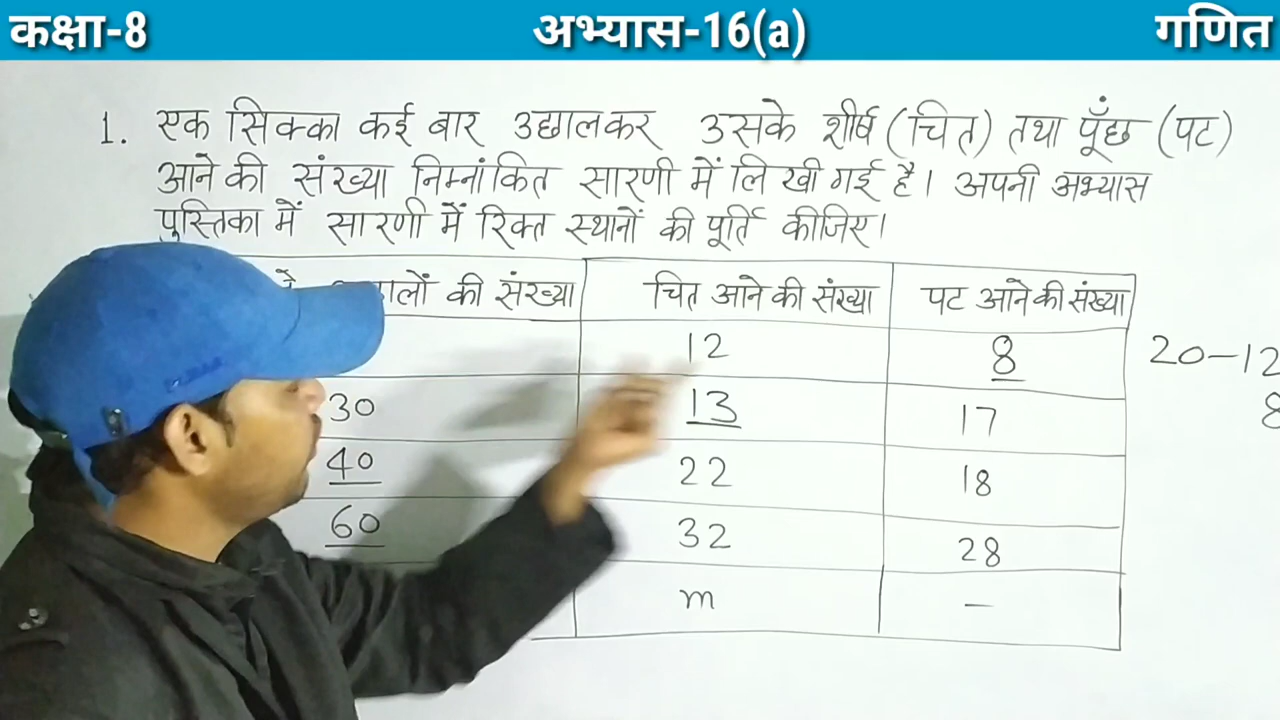 कक्षा-8 अभ्यास-16(a) गणित
1. एक सिक्का कई बार उछालकर उसके शीर्ष (चित) तथा पूँछ (पट)
आने की संख्या निम्नांकित सारणी में लिखी गई है। अपनी अभ्यास
पुस्तिका में सारणी में रिक्त स्थानों की पूर्ति कीजिए।
की संख्या चित आने की संख्या पट आने की संख्या
12 8 20-12
30 13 17 8
40 22 18
60 32 28
m –